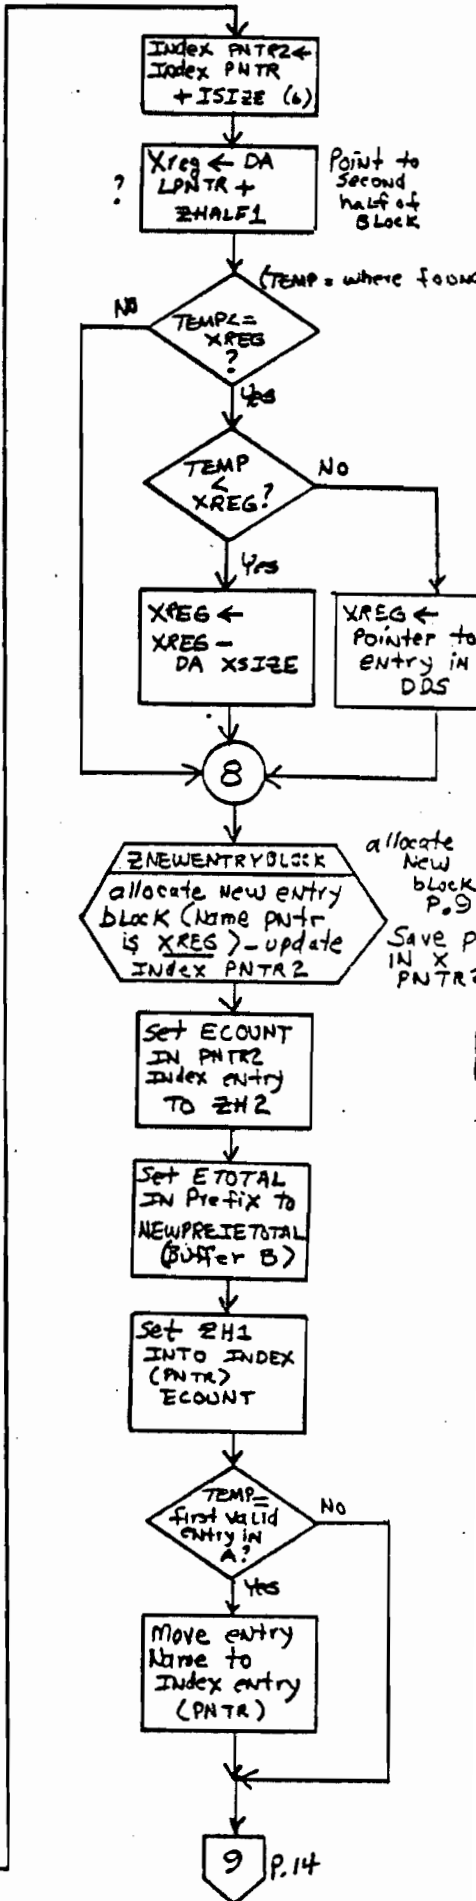 Index PNTR2←
Index PNTR
+ ISIZE (6)
?
Xreg ← DA
LPNTR +
ZHALF1
Point to
second
half of
BLOCK
(TEMP = where
NO
TEMP<=
XREG
?
Yes
TEMP
<
XREG?
NO
Yes
XREG ←
XREG -
DA XSIZE
XREG ←
Pointer to
entry in
DDS
8
ZNEWENTRYBLOCK
allocate New entry
block (Name pntr
is XREG) - update
Index PNTR2
allocate
New
block
P.9
Save
IN X
PNTR2
Set ECOUNT
IN PNTR2
Index entry
TO ZH2
Set ETOTAL
IN Prefix to
NEWPREIETOTAL
(Buffer B)
Set ZH1
INTO INDEX
(PNTR)
ECOUNT
TEMP=
first valid
entry in
A?
NO
Yes
Move entry
Name to
Index entry
(PNTR)
9
P.14